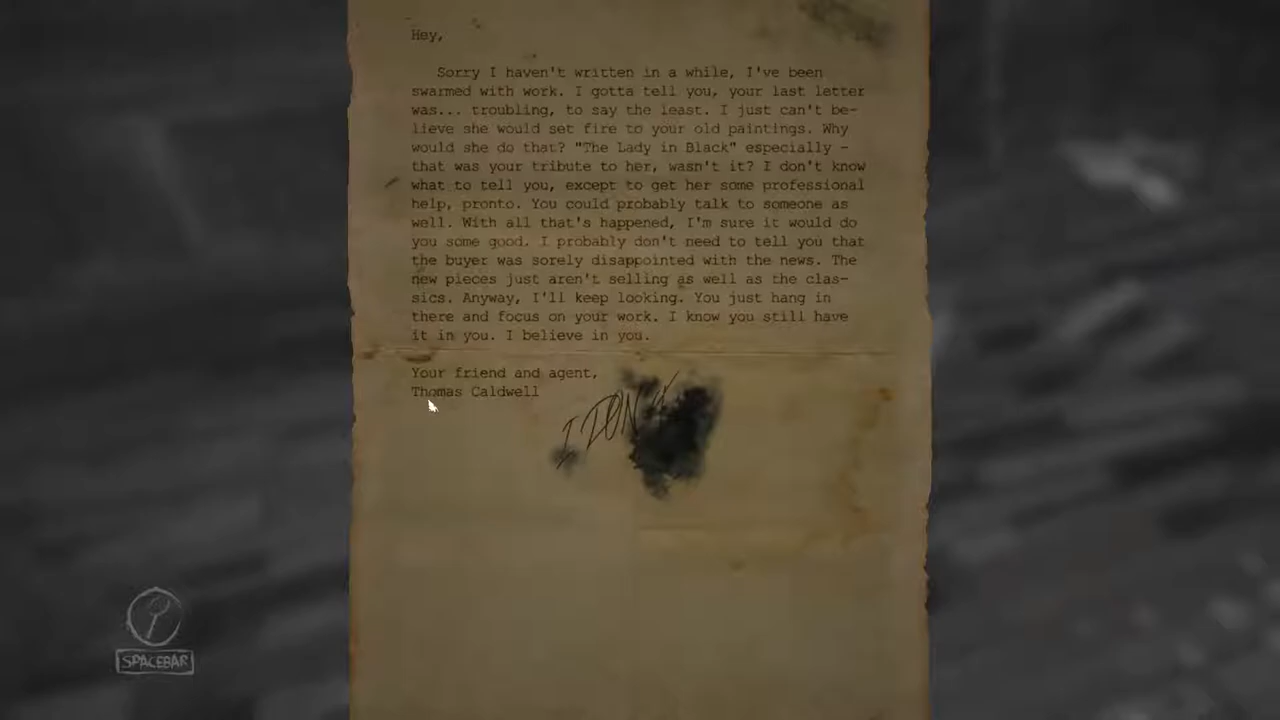 Hey,
Sorry I haven't written in a while, I've been
swarmed with work. I gotta tell you, your last letter
was... troubling, to say the least. I just can't be-
lieve she would set fire to your old paintings. Why
would she do that? "The Lady in Black" especially -
that was your tribute to her, wasn't it? I don't know
what to tell you, except to get her some professional
help, pronto. You could probably talk to someone as
well. With all that's happened, I'm sure it would do
you some good. I probably don't need to tell you that
the buyer was sorely disappointed with the news. The
new pieces just aren't selling as well as the clas-
sics. Anyway, I'll keep looking. You just hang in
there and focus on your work. I know you still have
it in you. I believe in you.
Your friend and agent,
Thomas Caldwell
I DON'T
SPACEBAR